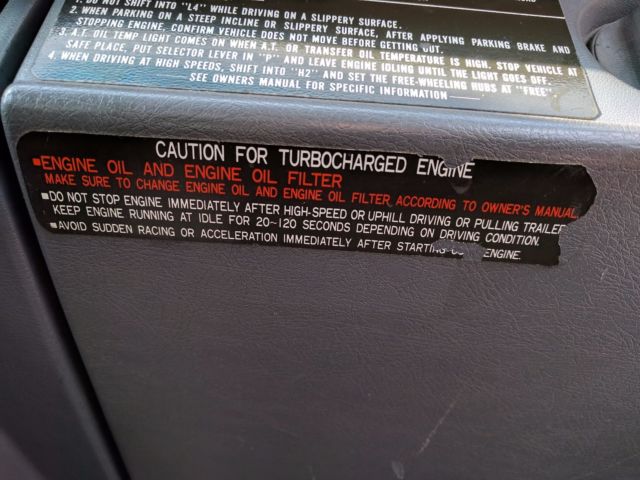 1. DO NOT SHIFT INTO "L4" WHILE DRIVING ON A SLIPPERY SURFACE.
2. WHEN PARKING ON A STEEP INCLINE OR SLIPPERY SURFACE, AFTER APPLYING PARKING BRAKE AND
STOPPING ENGINE, CONFIRM VEHICLE DOES NOT MOVE BEFORE GETTING OUT.
3. A.T. OIL TEMP LIGHT COMES ON WHEN A.T. OR TRANSFER OIL TEMPERATURE IS HIGH. STOP VEHICLE AT
SAFE PLACE, PUT SELECTOR LEVER IN "P" AND LEAVE ENGINE IDLING UNTIL THE LIGHT GOES OFF.
4. WHEN DRIVING AT HIGH SPEEDS, SHIFT INTO "H2" AND SET THE FREE-WHEELING HUBS AT "FREE"
SEE OWNERS MANUAL FOR SPECIFIC INFORMATION
CAUTION FOR TURBOCHARGED ENGINE
■ENGINE OIL AND ENGINE OIL FILTER
MAKE SURE TO CHANGE ENGINE OIL AND ENGINE OIL FILTER ACCORDING TO OWNER'S MANUAL
■DO NOT STOP ENGINE IMMEDIATELY AFTER HIGH-SPEED OR UPHILL DRIVING OR PULLING TRAILER
KEEP ENGINE RUNNING AT IDLE FOR 20~120 SECONDS DEPENDING ON DRIVING CONDITION.
■AVOID SUDDEN RACING OR ACCELERATION IMMEDIATELY AFTER STARTING ENGINE.